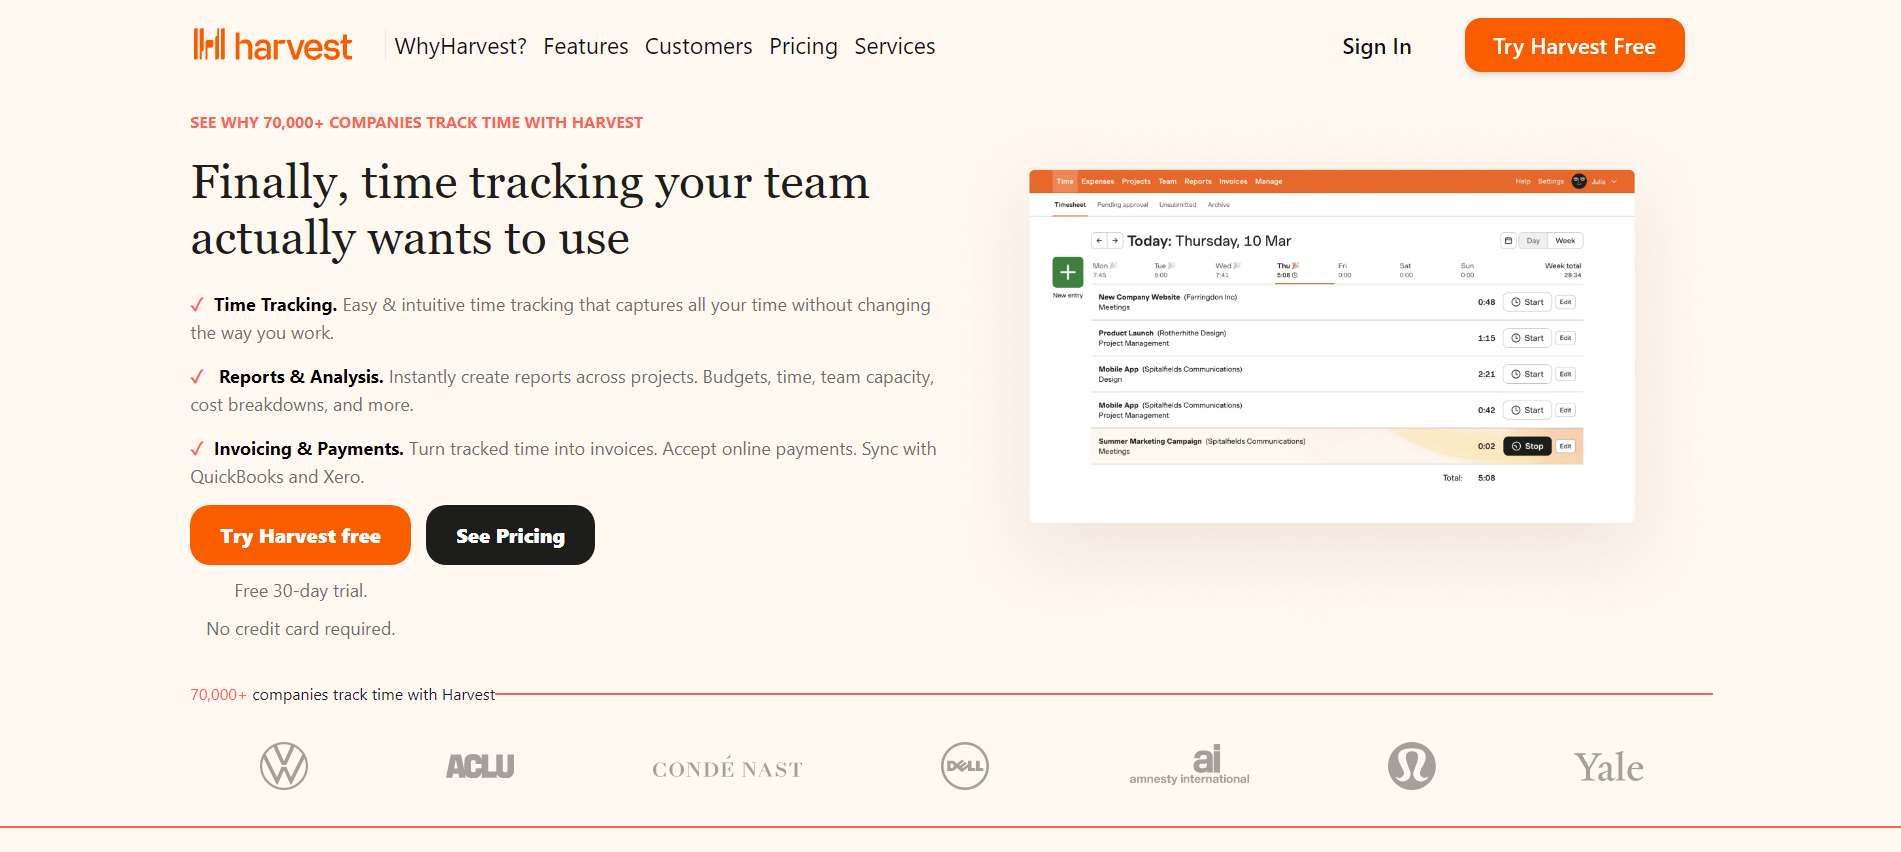 harvest WhyHarvest? Features Customers Pricing Services Sign In Try Harvest Free
SEE WHY 70,000+ COMPANIES TRACK TIME WITH HARVEST
Finally, time tracking your team
actually wants to use
✓ Time Tracking. Easy & intuitive time tracking that captures all your time without changing
the way you work.
✓ Reports & Analysis. Instantly create reports across projects. Budgets, time, team capacity,
cost breakdowns, and more.
✓ Invoicing & Payments. Turn tracked time into invoices. Accept online payments. Sync with
QuickBooks and Xero.
Try Harvest free See Pricing
Free 30-day trial.
No credit card required.
Time Expenses Projects Team Reports Invoices Manage Help Settings Julia
Timesheet Pending approval Unsubmitted Archive
Today: Thursday, 10 Mar Day Week
Mon Tue Wed Thu Fri Sat Sun Week total
7:45 8:00 7:41 5:08 0:00 0:00 0:00 28:34
New entry
New Company Website (Farringdon Inc) 0:48 Start Edit
Meetings
Product Launch (Rotherhithe Design) 1:15 Start Edit
Project Management
Mobile App (Spitalfields Communications) 2:21 Start Edit
Design
Mobile App (Spitalfields Communications) 0:42 Start Edit
Project Management
Summer Marketing Campaign (Spitalfields Communications) 0:02 Stop Edit
Meetings
Total: 5:08
70,000+ companies track time with Harvest
VW ACLU CONDÉ NAST DELL ai Yale
amnesty international